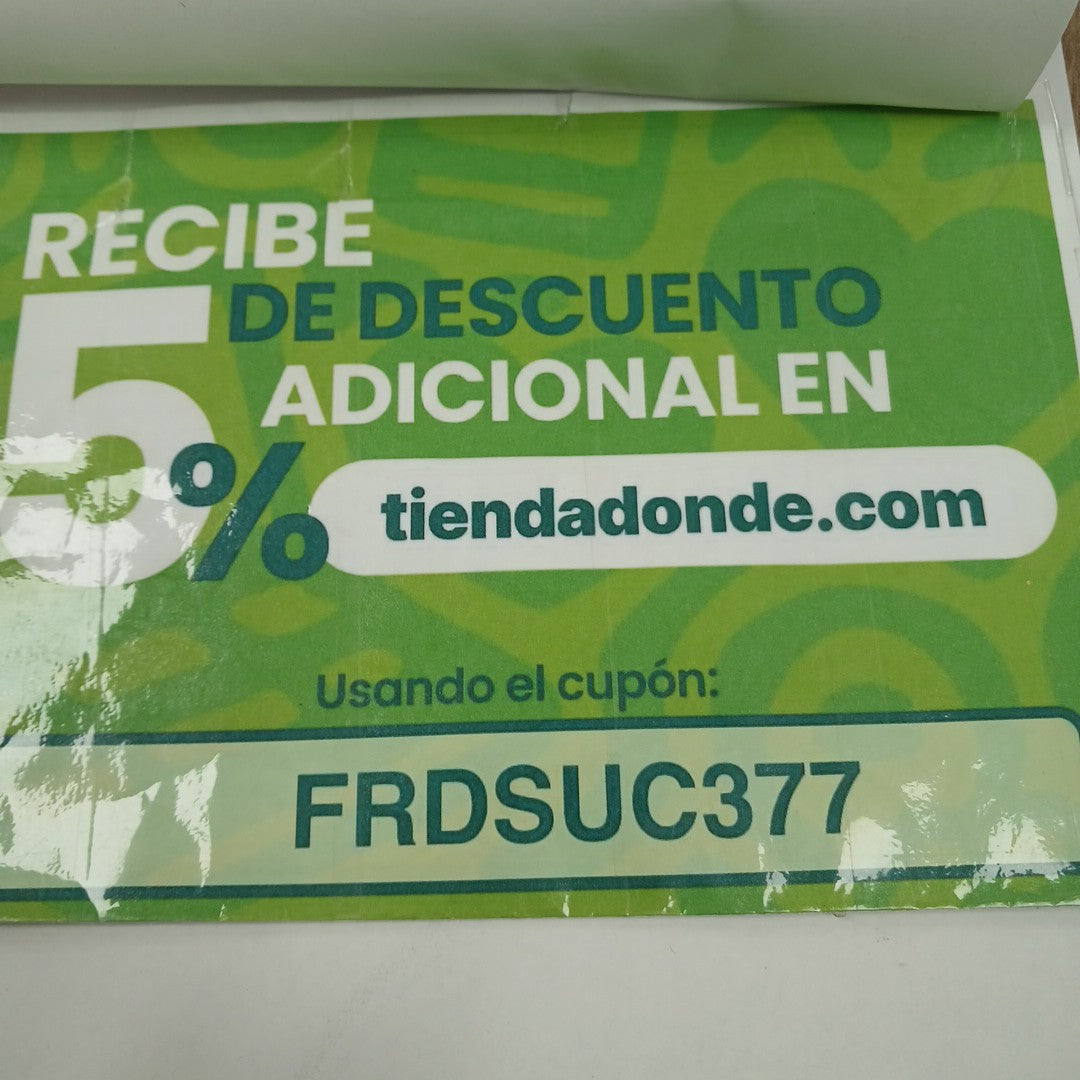 RECIBE
5% DE DESCUENTO
ADICIONAL EN
tiendadonde.com
Usando el cupón:
FRDSUC377